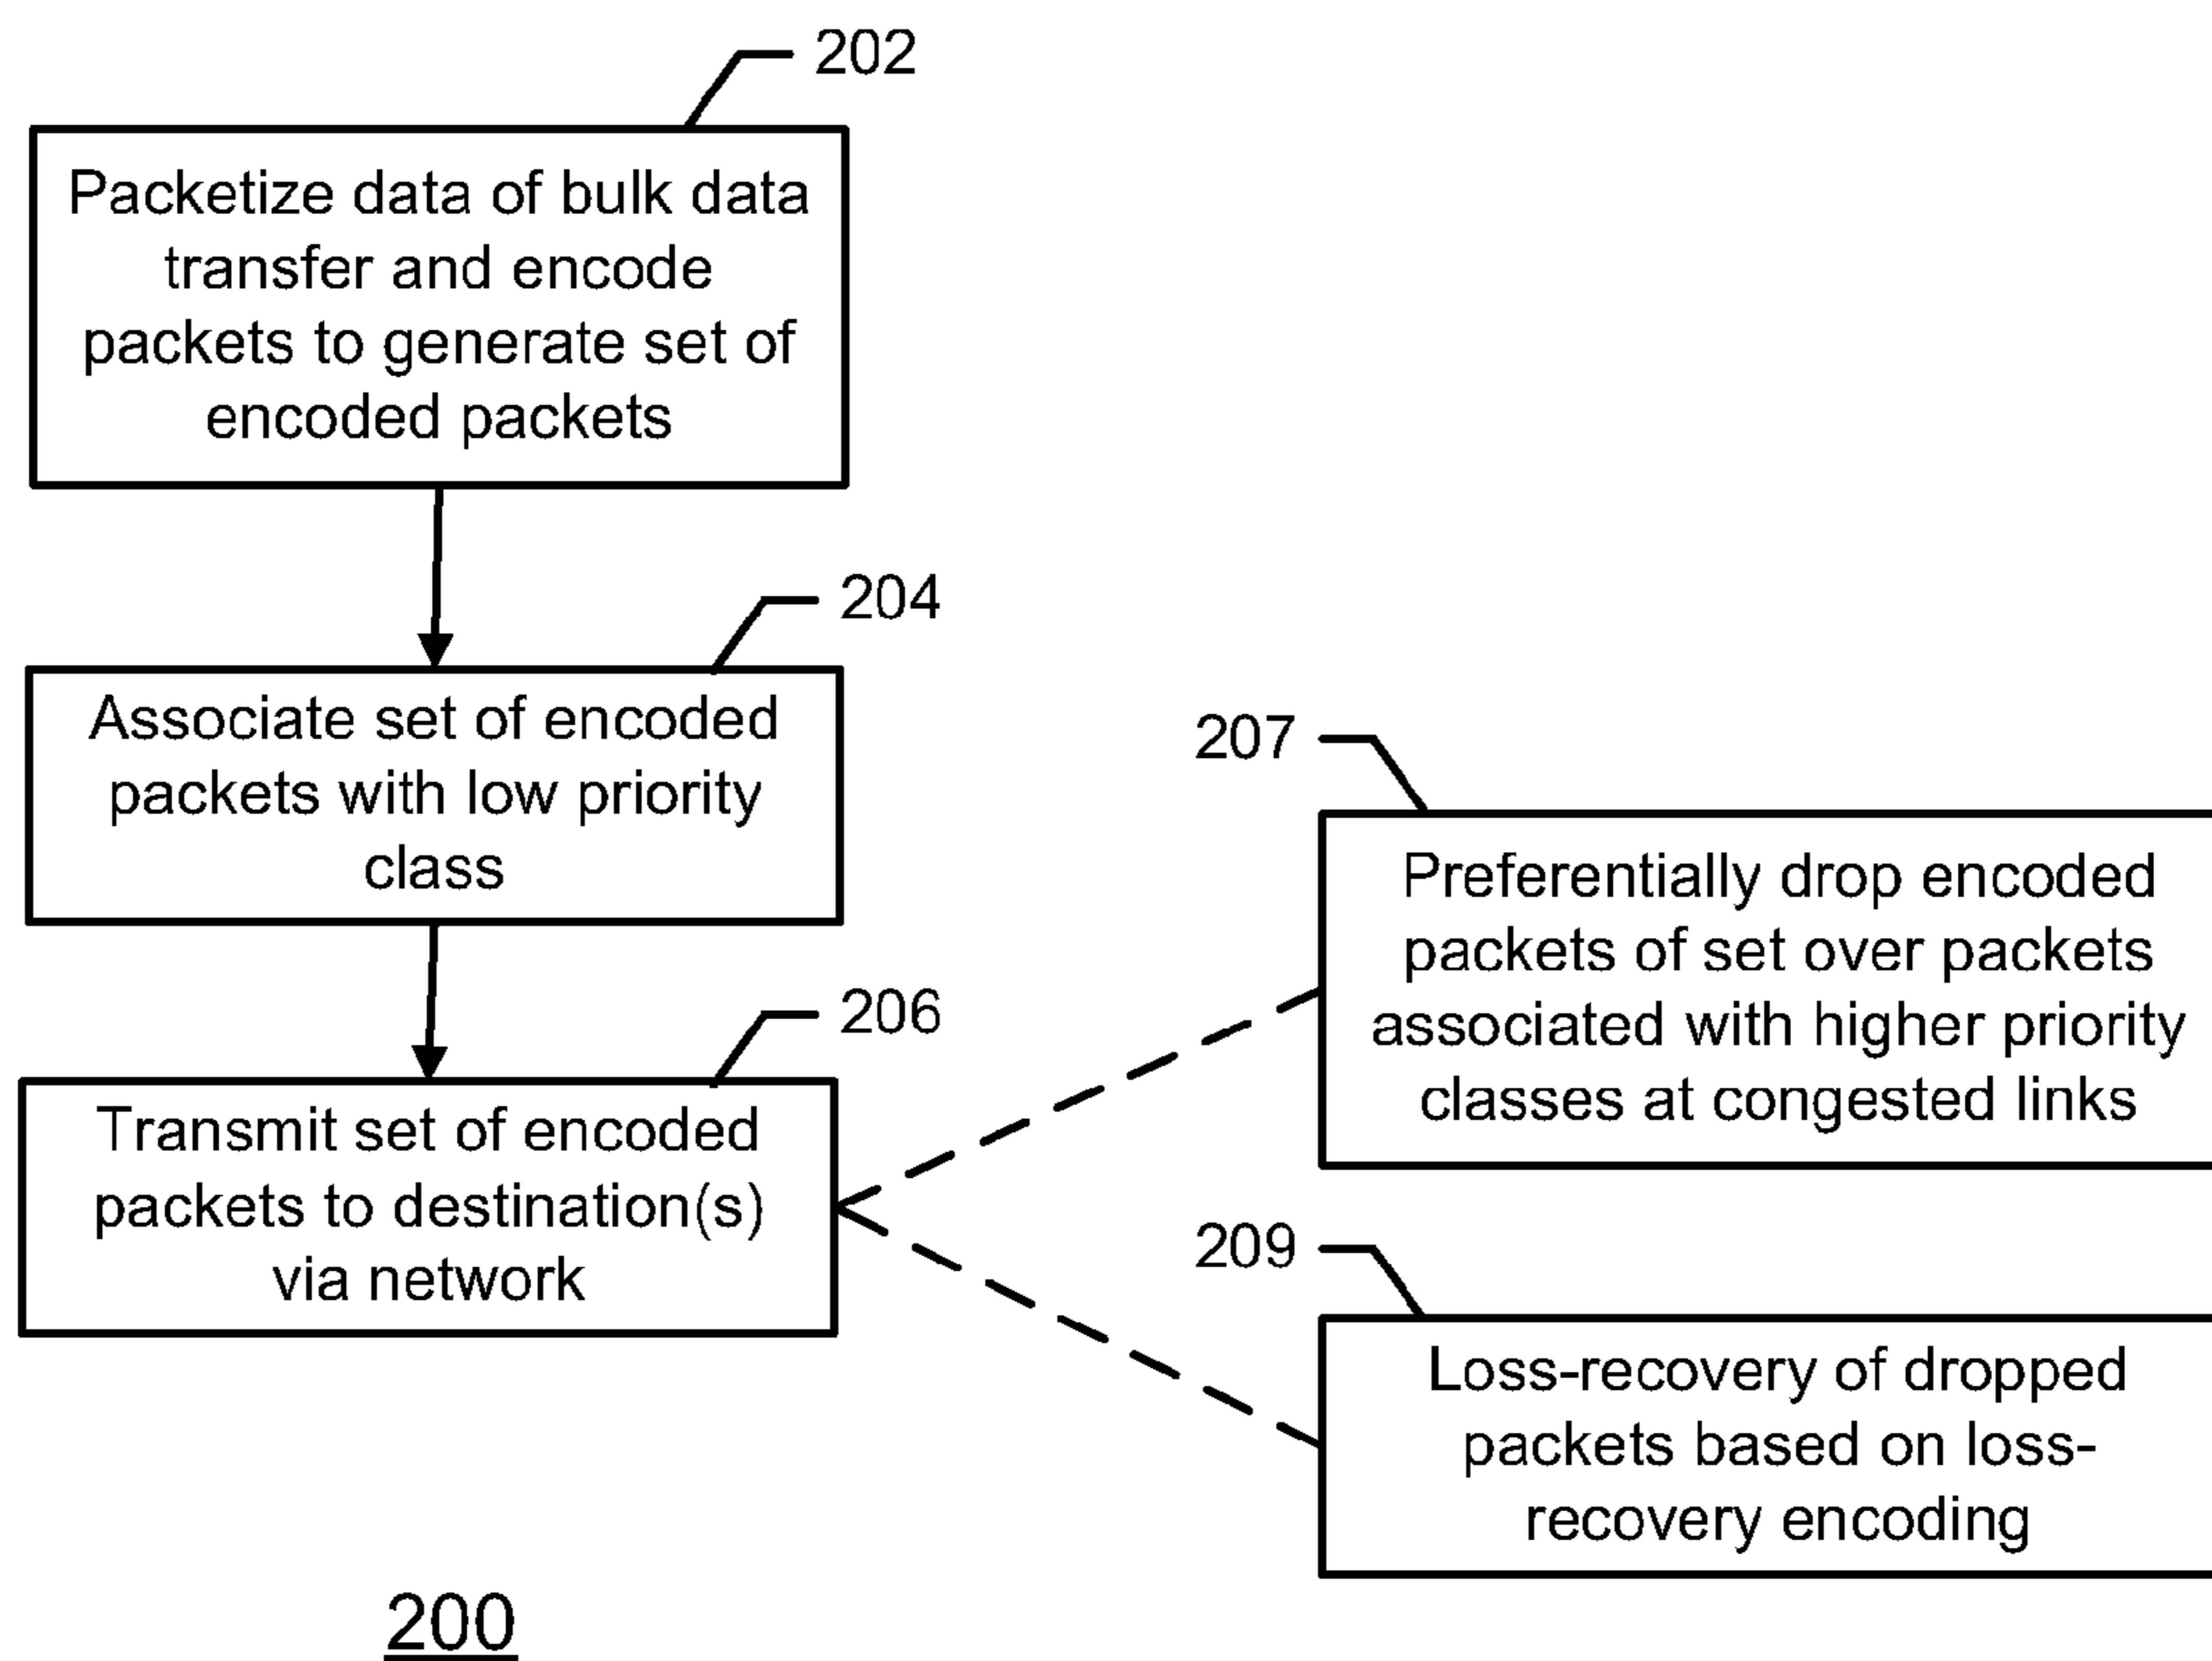 202
Packetize data of bulk data
transfer and encode
packets to generate set of
encoded packets
204
Associate set of encoded
packets with low priority
class
206
Transmit set of encoded
packets to destination(s)
via network
207
Preferentially drop encoded
packets of set over packets
associated with higher priority
classes at congested links
209
Loss-recovery of dropped
packets based on loss-
recovery encoding
200